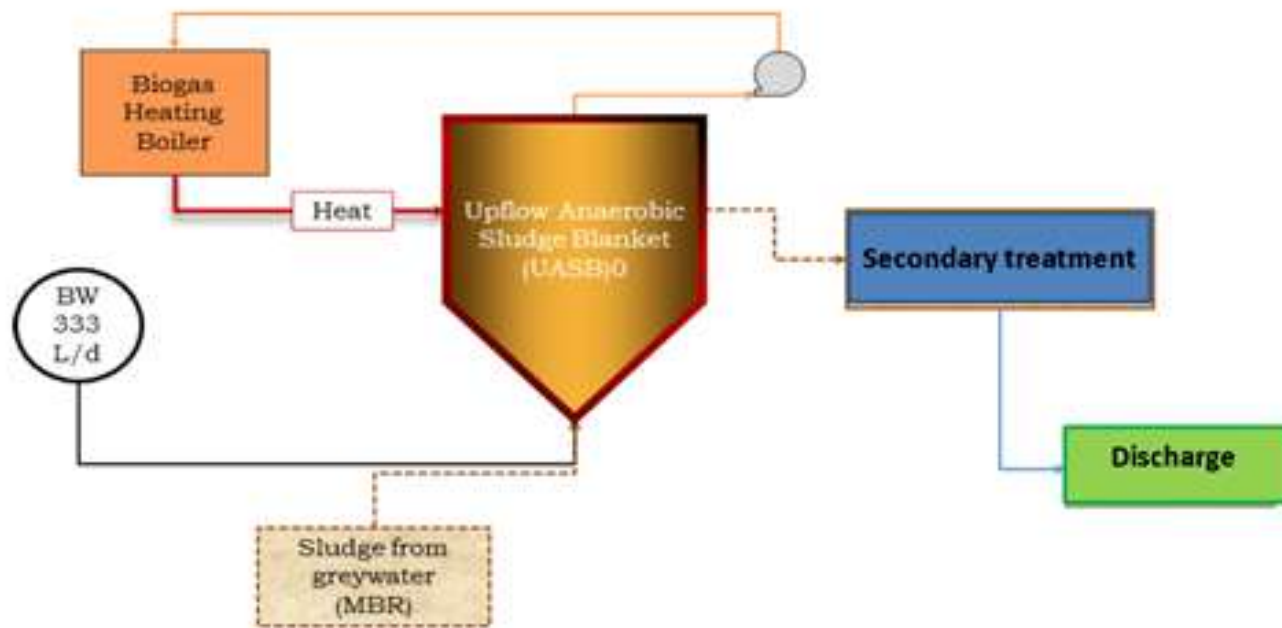 Biogas
Heating
Boiler
Heat
Upflow Anaerobic
Sludge Blanket
(UASB)0
Secondary treatment
BW
333
L/d
Discharge
Sludge from
greywater
(MBR)